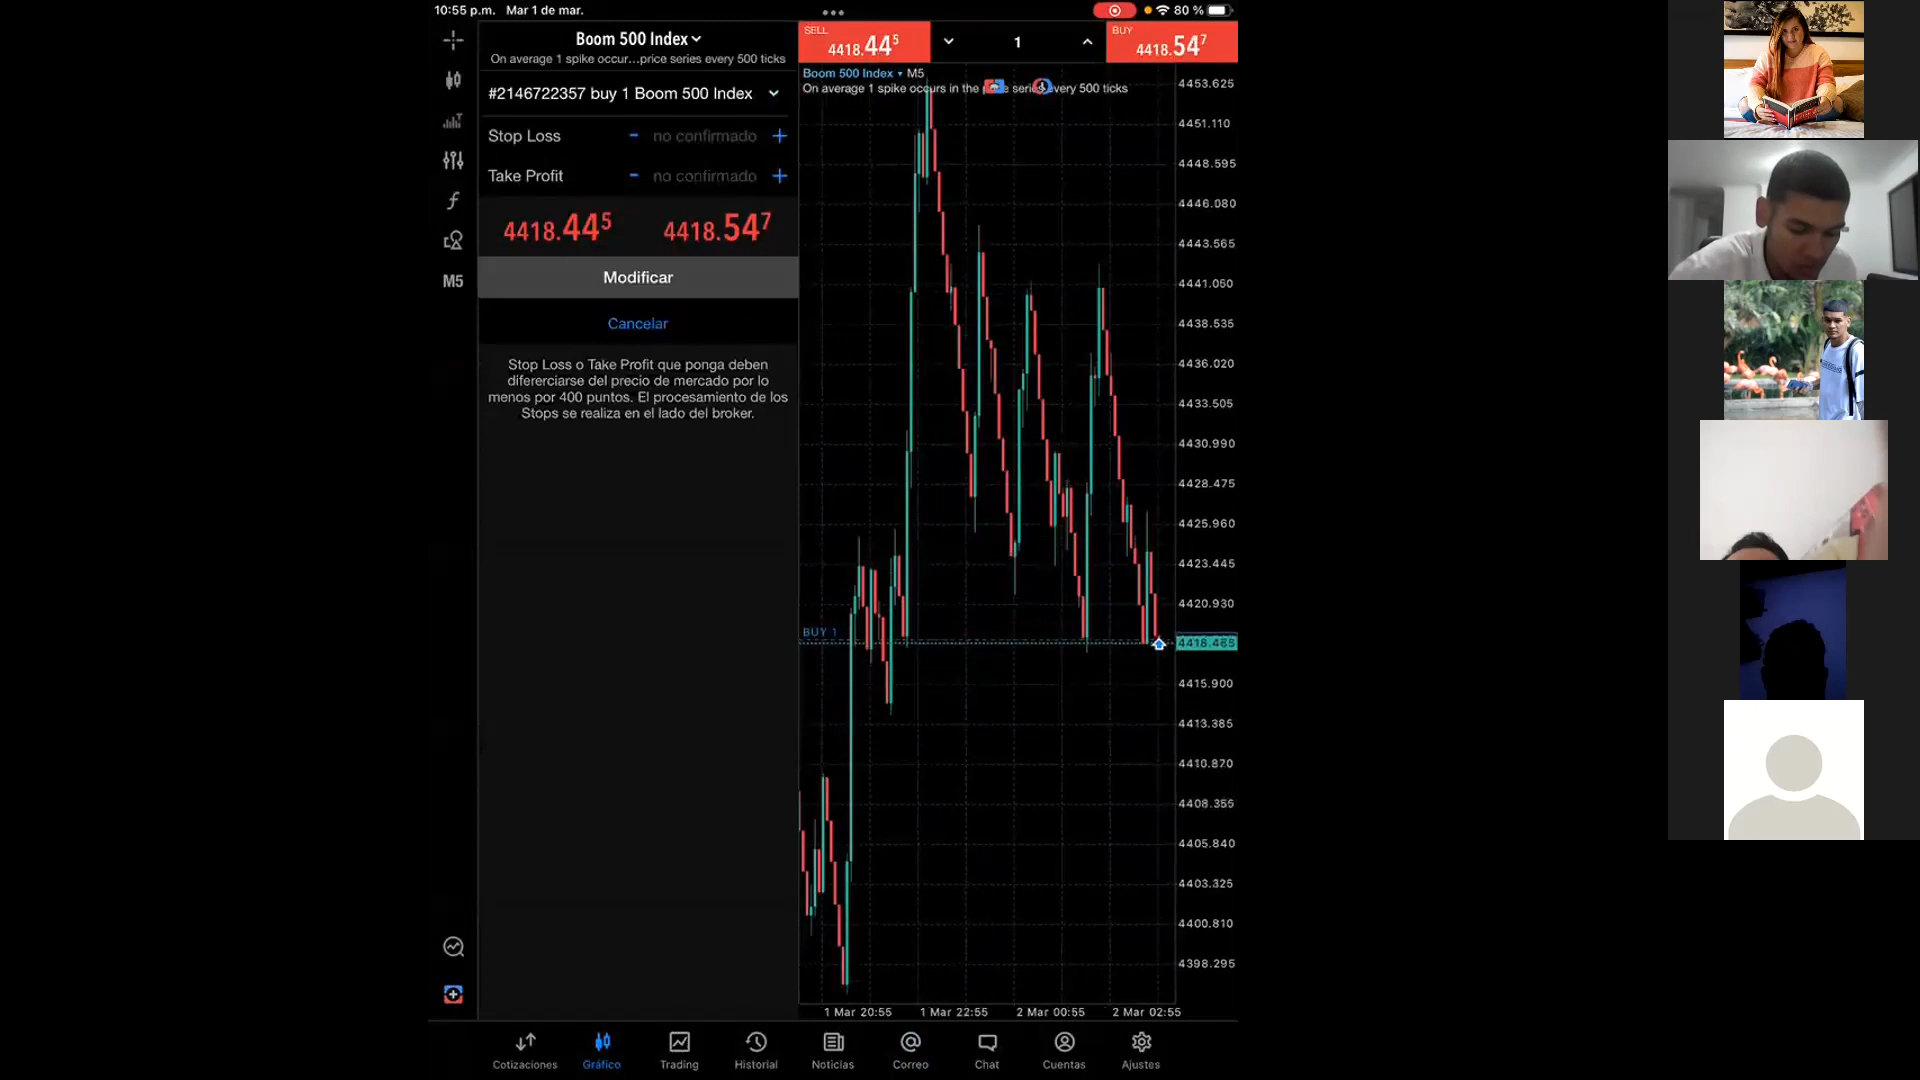 10:55 p.m. Mar 1 de mar.
80 %
Boom 500 Index
On average 1 spike occur...price series every 500 ticks
#2146722357 buy 1 Boom 500 Index
Stop Loss - no confirmado +
Take Profit - no confirmado +
4418.445 4418.547
Modificar
Cancelar
Stop Loss o Take Profit que ponga deben
difererciarse del precio de mercado por lo
menos por 400 puntos. El procesamiento de los
Stops se realiza en el lado del broker.
M5
SELL
4418.445
1
BUY
4418.547
Boom 500 Index M5
On average 1 spike occurs in the price series every 500 ticks
4453.625
4451.110
4448.595
4446.080
4443.565
4441.050
4438.535
4436.020
4433.505
4430.990
4428.475
4425.960
4423.445
4420.930
BUY 1
4418.465
4415.900
4413.385
4410.870
4408.355
4405.840
4403.325
4400.810
4398.295
1 Mar 20:55 1 Mar 22:55 2 Mar 00:55 2 Mar 02:55
Cotizaciones Gráfico Trading Historial Noticias Correo Chat Cuentas Ajustes